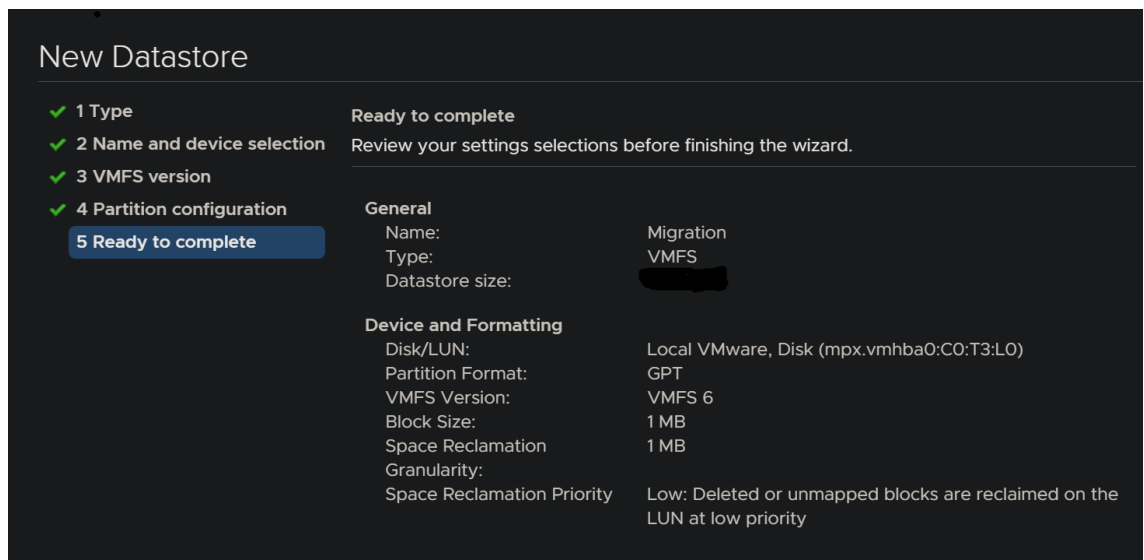 New Datastore
1 Type
2 Name and device selection
3 VMFS version
4 Partition configuration
5 Ready to complete
Ready to complete
Review your settings selections before finishing the wizard.
General
Name: Migration
Type: VMFS
Datastore size:
Device and Formatting
Disk/LUN: Local VMware, Disk (mpx.vmhba0:C0:T3:L0)
Partition Format: GPT
VMFS Version: VMFS 6
Block Size: 1 MB
Space Reclamation 1 MB
Granularity:
Space Reclamation Priority Low: Deleted or unmapped blocks are reclaimed on the
LUN at low priority